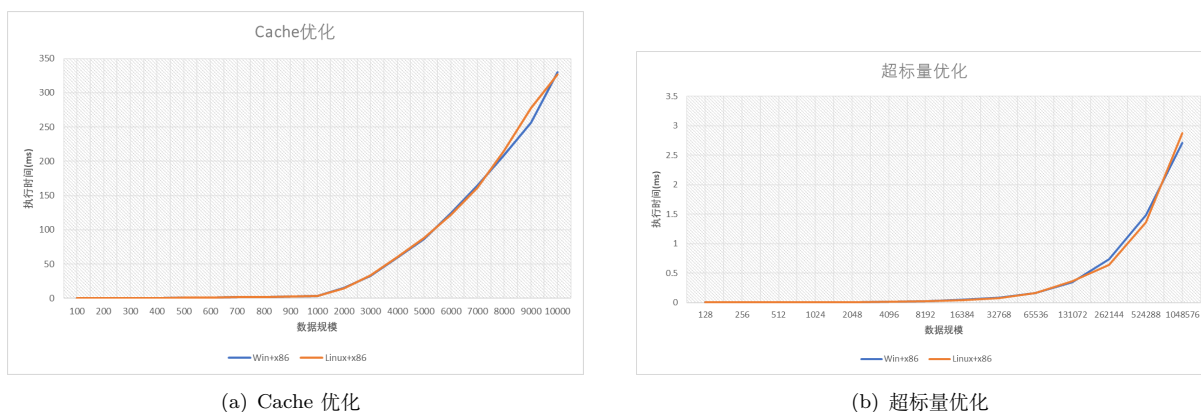 Cache优化
350
300
250
200
150
100
50
0
执行时间(ms)
100 200 300 400 500 600 700 800 900 1000 2000 3000 4000 5000 6000 7000 8000 9000 10000
数据规模
Win+x86 Linux+x86
(a) Cache 优化
超标量优化
3.5
3
2.5
2
1.5
1
0.5
0
执行时间(ms)
128 256 512 1024 2048 4096 8192 16384 32768 65536 131072 262144 524288 1048576
数据规模
Win+x86 Linux+x86
(b) 超标量优化